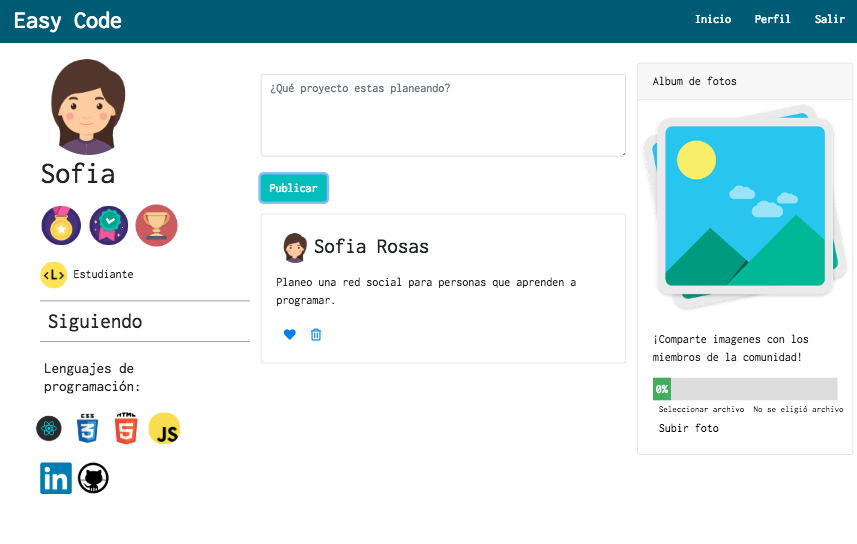 Easy Code
Inicio Perfil Salir
Sofia
<L> Estudiante
Siguiendo
Lenguajes de
programación:
CSS
3
HTML
5
JS
in
¿Qué proyecto estas planeando?
Publicar
Sofia Rosas
Planeo una red social para personas que aprenden a
programar.
Album de fotos
¡Comparte imagenes con los
miembros de la comunidad!
0%
Seleccionar archivo No se eligió archivo
Subir foto